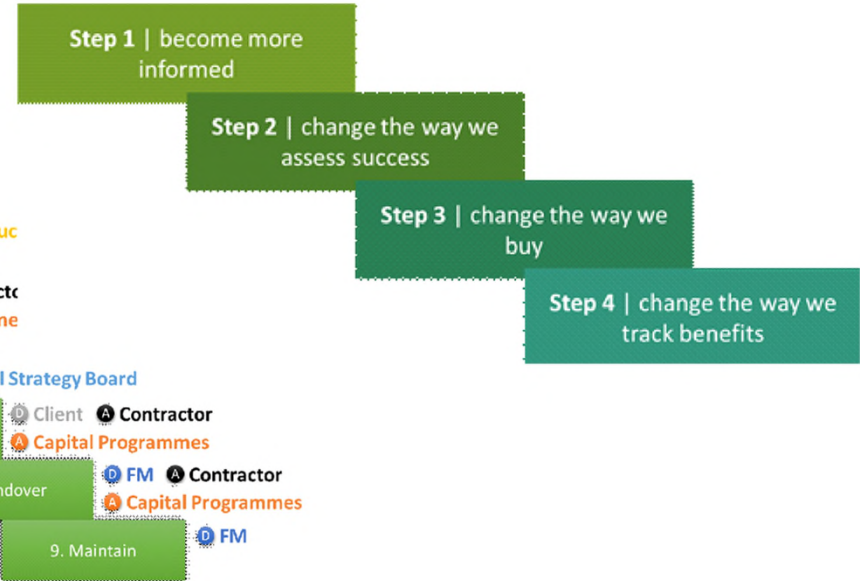 Step 1 | become more
informed
Step 2 | change the way we
assess success
Step 3 | change the way we
buy
Step 4 | change the way we
track benefits
Strategy Board
D Client A Contractor
A Capital Programmes
D FM A Contractor
A Capital Programmes
D FM
9. Maintain